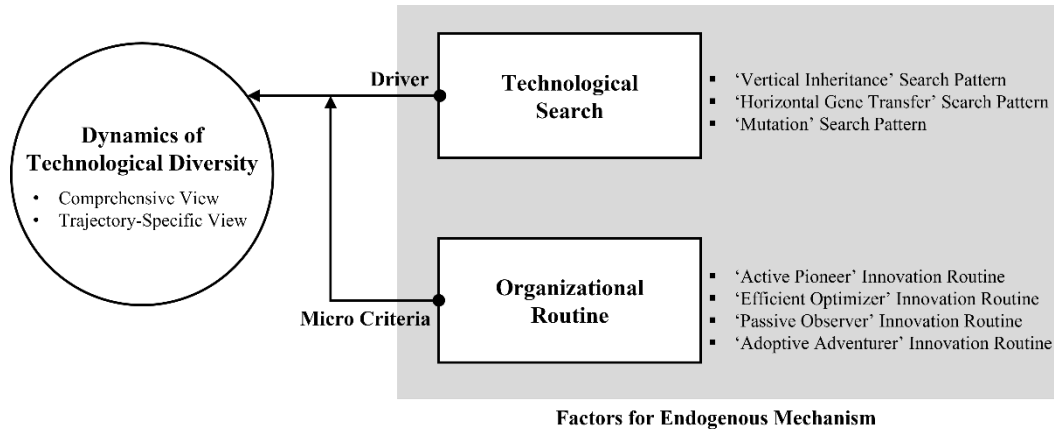 Dynamics of
Technological Diversity
• Comprehensive View
• Trajectory-Specific View
Driver
Technological
Search
▪ ‘Vertical Inheritance’ Search Pattern
▪ ‘Horizontal Gene Transfer’ Search Pattern
▪ ‘Mutation’ Search Pattern
Micro Criteria
Organizational
Routine
▪ ‘Active Pioneer’ Innovation Routine
▪ ‘Efficient Optimizer’ Innovation Routine
▪ ‘Passive Observer’ Innovation Routine
▪ ‘Adoptive Adventurer’ Innovation Routine
Factors for Endogenous Mechanism